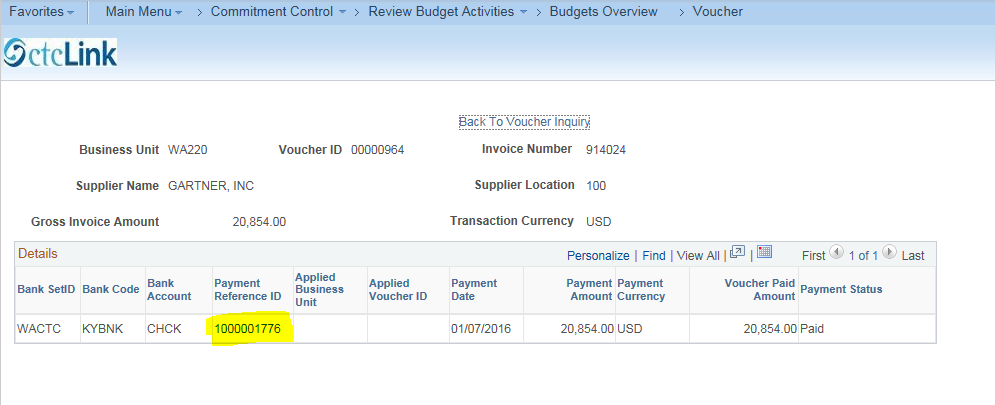 Favorites Main Menu > Commitment Control > Review Budget Activities > Budgets Overview > Voucher
ctcLink
Back To Voucher Inquiry
Business Unit WA220 Voucher ID 00000964 Invoice Number 914024
Supplier Name GARTNER, INC Supplier Location 100
Gross Invoice Amount 20,854.00 Transaction Currency USD
Details Personalize | Find | View All | | First 1 of 1 Last
Bank SetID Bank Code Bank Account Payment Reference ID Applied Business Unit Applied Voucher ID Payment Date Payment Amount Payment Currency Voucher Paid Amount Payment Status
WACTC KYBNK CHCK 1000001776 01/07/2016 20,854.00 USD 20,854.00 Paid